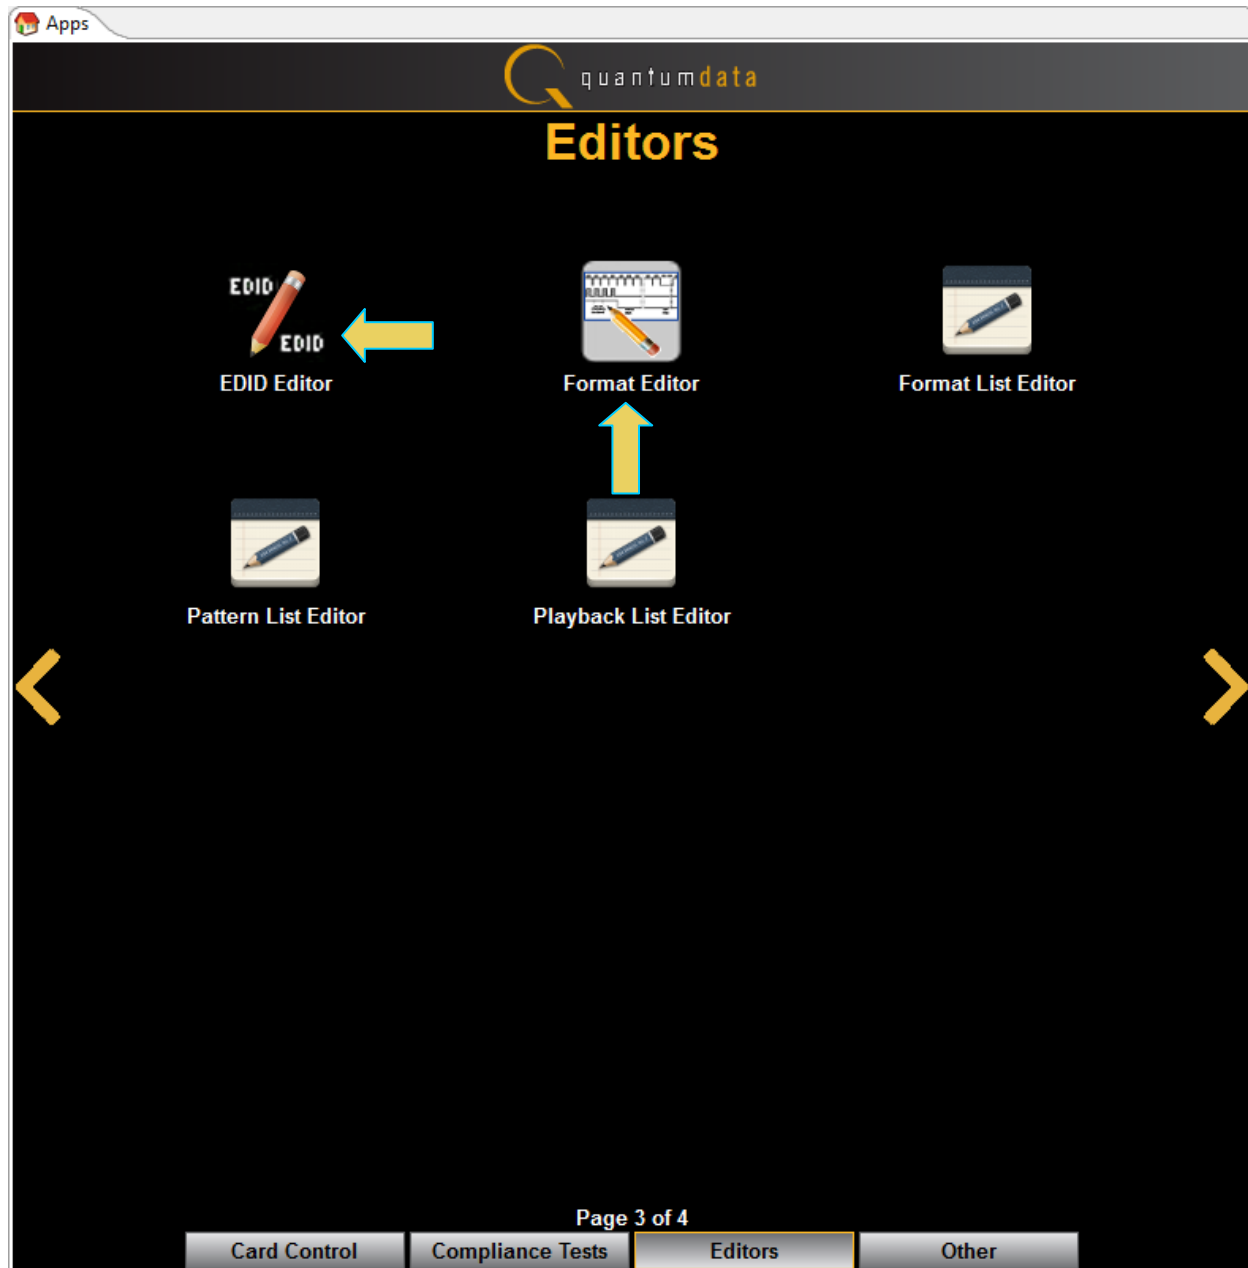 Apps
quantumdata
Editors
EDID
EDID
EDID Editor
Format Editor
Format List Editor
Pattern List Editor
Playback List Editor
Page 3 of 4
Card Control
Compliance Tests
Editors
Other